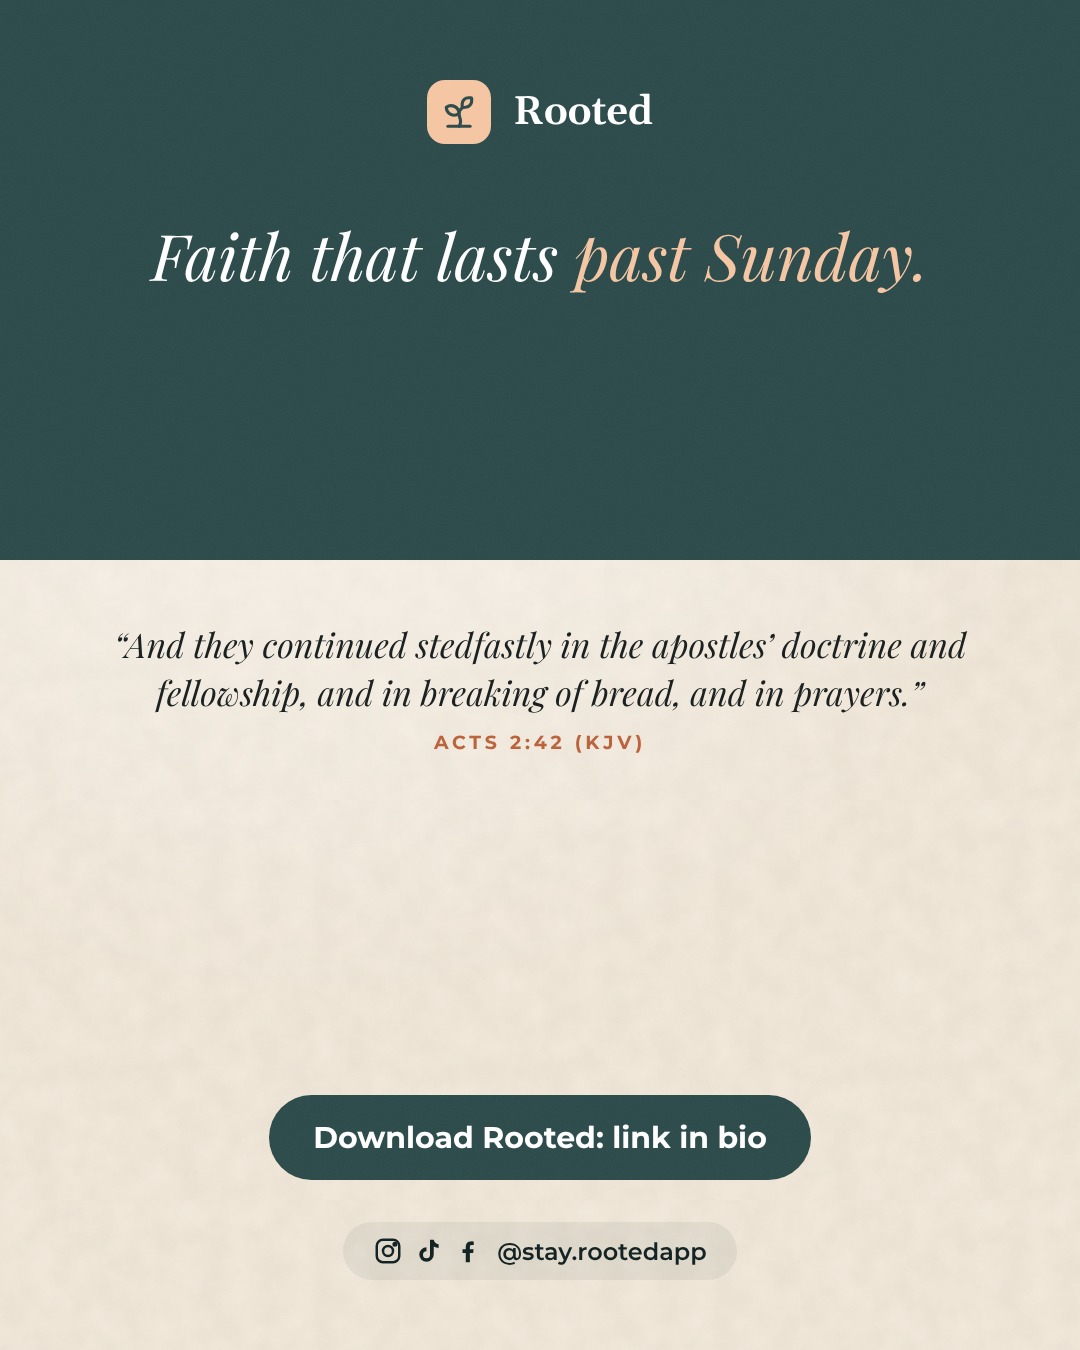 Rooted
Faith that lasts past Sunday.
“And they continued stedfastly in the apostles’ doctrine and
fellowship, and in breaking of bread, and in prayers.”
ACTS 2:42 (KJV)
Download Rooted: link in bio
@stay.rootedapp